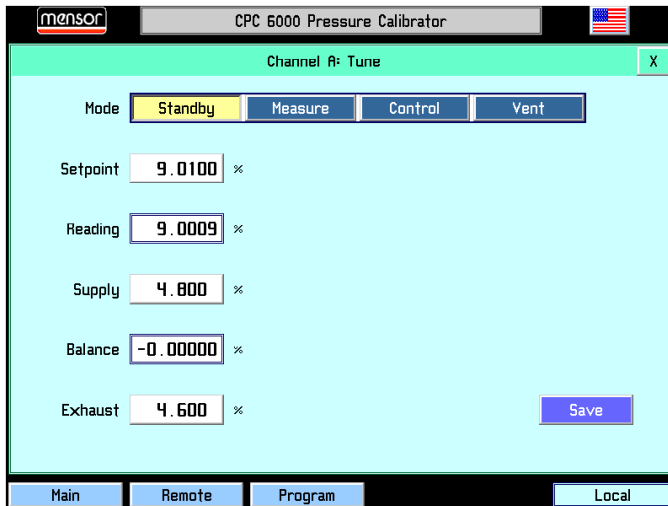 mensor CPC 6000 Pressure Calibrator
Channel A: Tune X
Mode Standby Measure Control Vent
Setpoint 9.0100 %
Reading 9.0009 %
Supply 4.800 %
Balance -0.00000 %
Exhaust 4.600 % Save
Main Remote Program Local